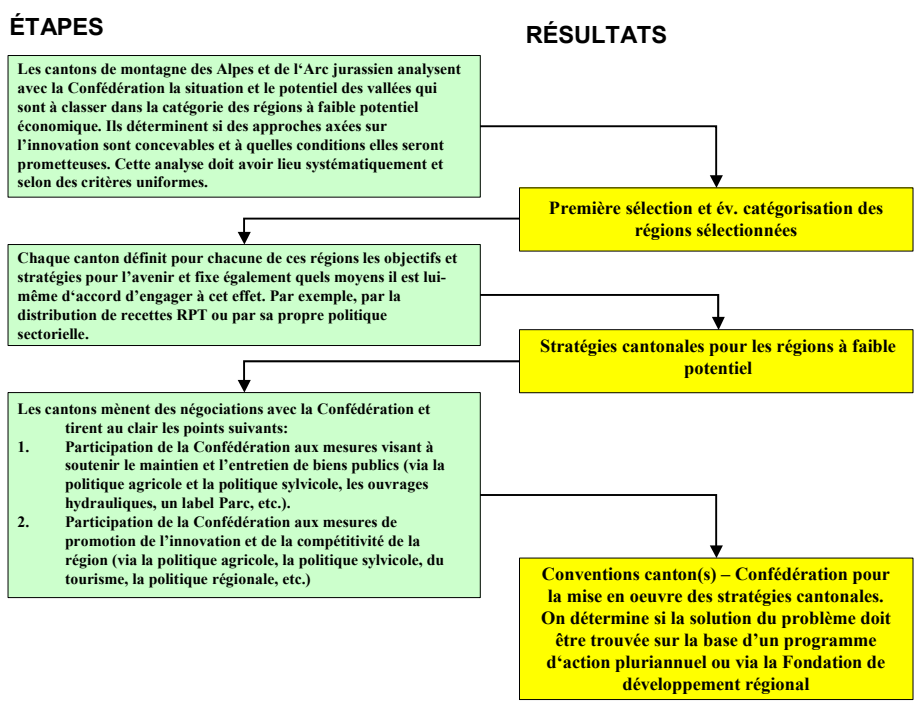 ÉTAPES
RÉSULTATS
Les cantons de montagne des Alpes et de l‘Arc jurassien analysent
avec la Confédération la situation et le potentiel des vallées qui
sont à classer dans la catégorie des régions à faible potentiel
économique. Ils déterminent si des approches axées sur
l’innovation sont concevables et à quelles conditions elles seront
prometteuses. Cette analyse doit avoir lieu systématiquement et
selon des critères uniformes.
Première sélection et év. catégorisation des
régions sélectionnées
Chaque canton définit pour chacune de ces régions les objectifs et
stratégies pour l’avenir et fixe également quels moyens il est lui-
même d‘accord d’engager à cet effet. Par exemple, par la
distribution de recettes RPT ou par sa propre politique
sectorielle.
Stratégies cantonales pour les régions à faible
potentiel
Les cantons mènent des négociations avec la Confédération et
tirent au clair les points suivants:
1. Participation de la Confédération aux mesures visant à
soutenir le maintien et l’entretien de biens publics (via la
politique agricole et la politique sylvicole, les ouvrages
hydrauliques, un label Parc, etc.).
2. Participation de la Confédération aux mesures de
promotion de l’innovation et de la compétitivité de la
région (via la politique agricole, la politique sylvicole, du
tourisme, la politique régionale, etc.)
Conventions canton(s) – Confédération pour
la mise en oeuvre des stratégies cantonales.
On détermine si la solution du problème doit
être trouvée sur la base d’un programme
d‘action pluriannuel ou via la Fondation de
développement régional